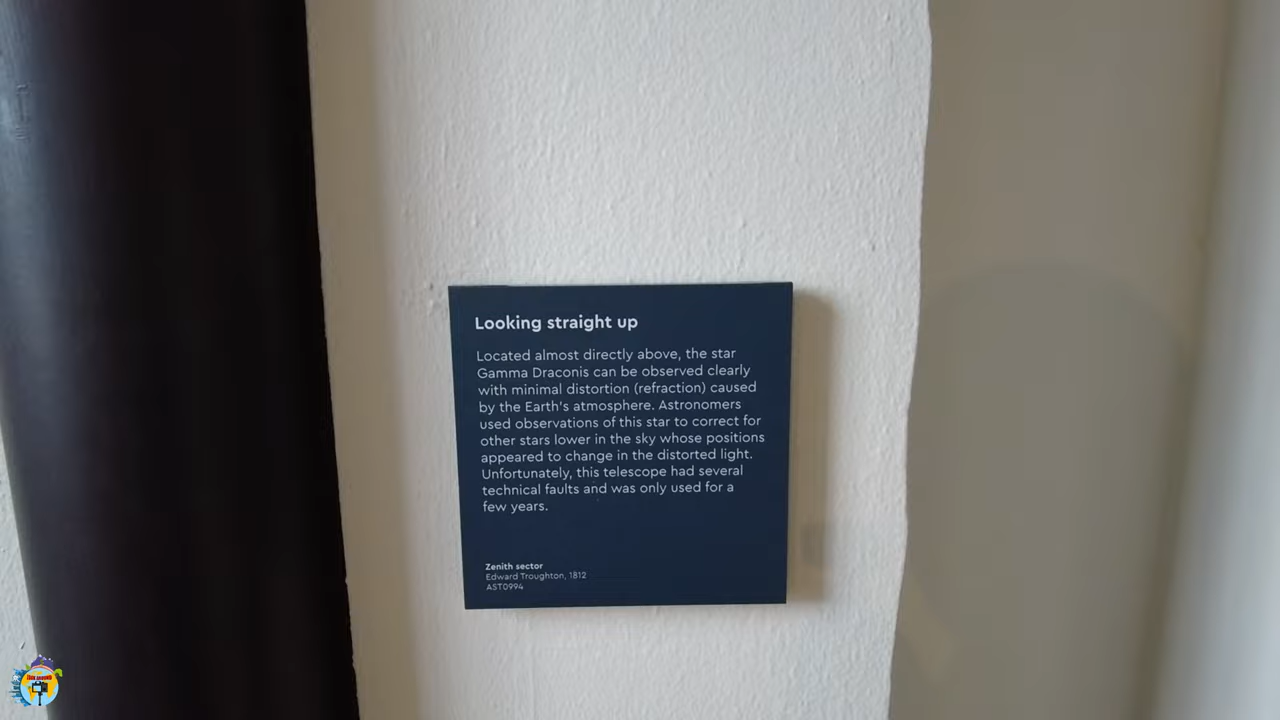 Looking straight up
Located almost directly above, the star
Gamma Draconis can be observed clearly
with minimal distortion (refraction) caused
by the Earth's atmosphere. Astronomers
used observations of this star to correct for
other stars lower in the sky whose positions
appeared to change in the distorted light.
Unfortunately, this telescope had several
technical faults and was only used for a
few years.
Zenith sector
Edward Troughton, 1812
AST0994